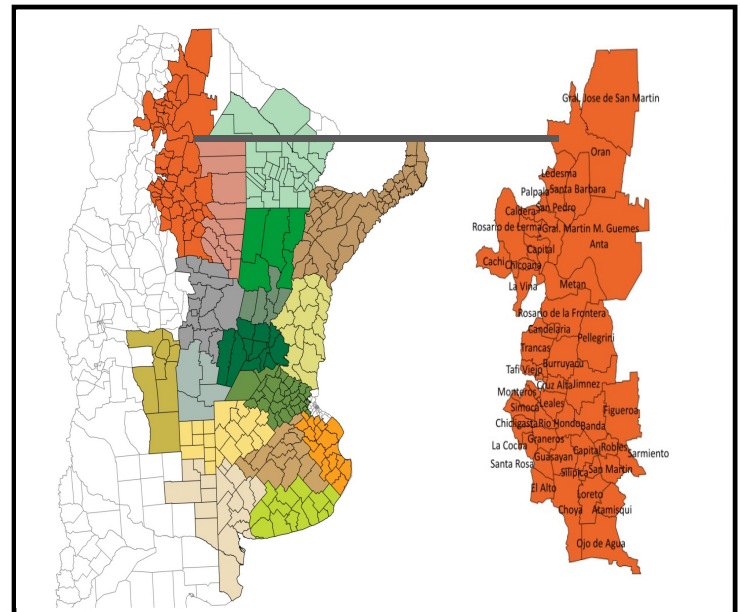 Gral. Jose de San Martin
Oran
Ledesma
Palpala
Santa Barbara
San Pedro
Caldera
Rosario de Lerma
Gral. Martin M. Guemes
Anta
Capital
Cachi
Chicoana
La Vina
Metan
Rosario de la Frontera
Candelaria
Pellegrini
Trancas
Burruyacu
Tafi Viejo
Cruz Alta
Jimnez
Monteros
Leales
Simoca
Figueroa
Chicligasta
Rio Hondo
Banda
Graneros
La Cocha
Capital
Robles
Sarmiento
Guasayan
Santa Rosa
Silipica
San Martin
El Alto
Loreto
Choya
Atamisqui
Ojo de Agua